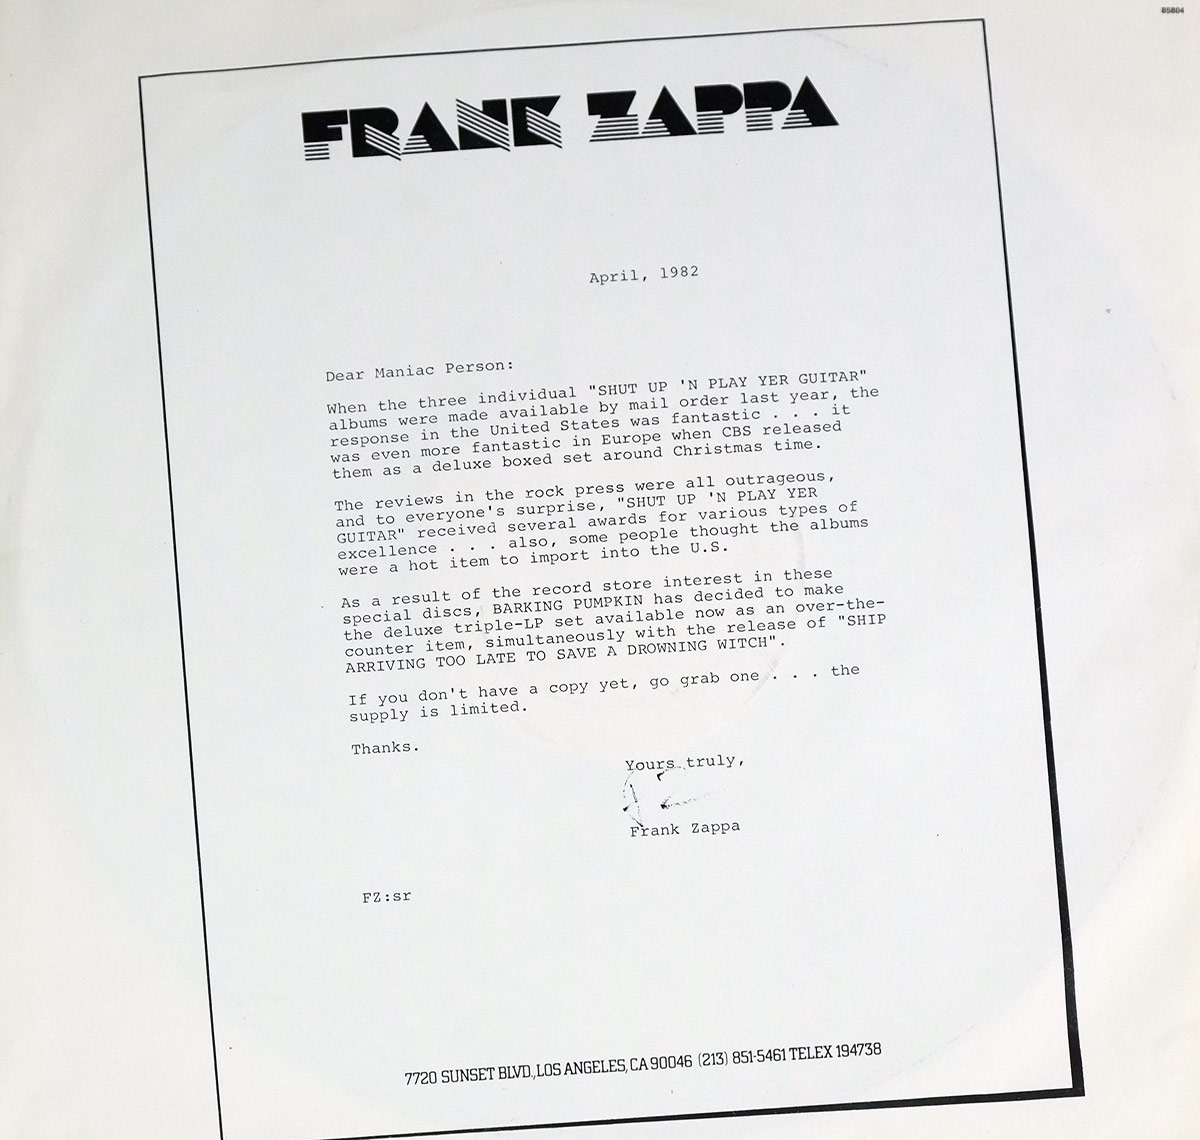 85804
FRANK ZAPPA
April, 1982
Dear Maniac Person:
When the three individual "SHUT UP 'N PLAY YER GUITAR"
albums were made available by mail order last year, the
response in the United States was fantastic . . . it
was even more fantastic in Europe when CBS released
them as a deluxe boxed set around Christmas time.
The reviews in the rock press were all outrageous,
and to everyone's surprise, "SHUT UP 'N PLAY YER
GUITAR" received several awards for various types of
excellence . . . also, some people thought the albums
were a hot item to import into the U.S.
As a result of the record store interest in these
special discs, BARKING PUMPKIN has decided to make
the deluxe triple-LP set available now as an over-the-
counter item, simultaneously with the release of "SHIP
ARRIVING TOO LATE TO SAVE A DROWNING WITCH".
If you don't have a copy yet, go grab one . . . the
supply is limited.
Thanks.
Yours truly,
Frank Zappa
FZ:sr
7720 SUNSET BLVD., LOS ANGELES, CA 90046 (213) 851-5461 TELEX 194738